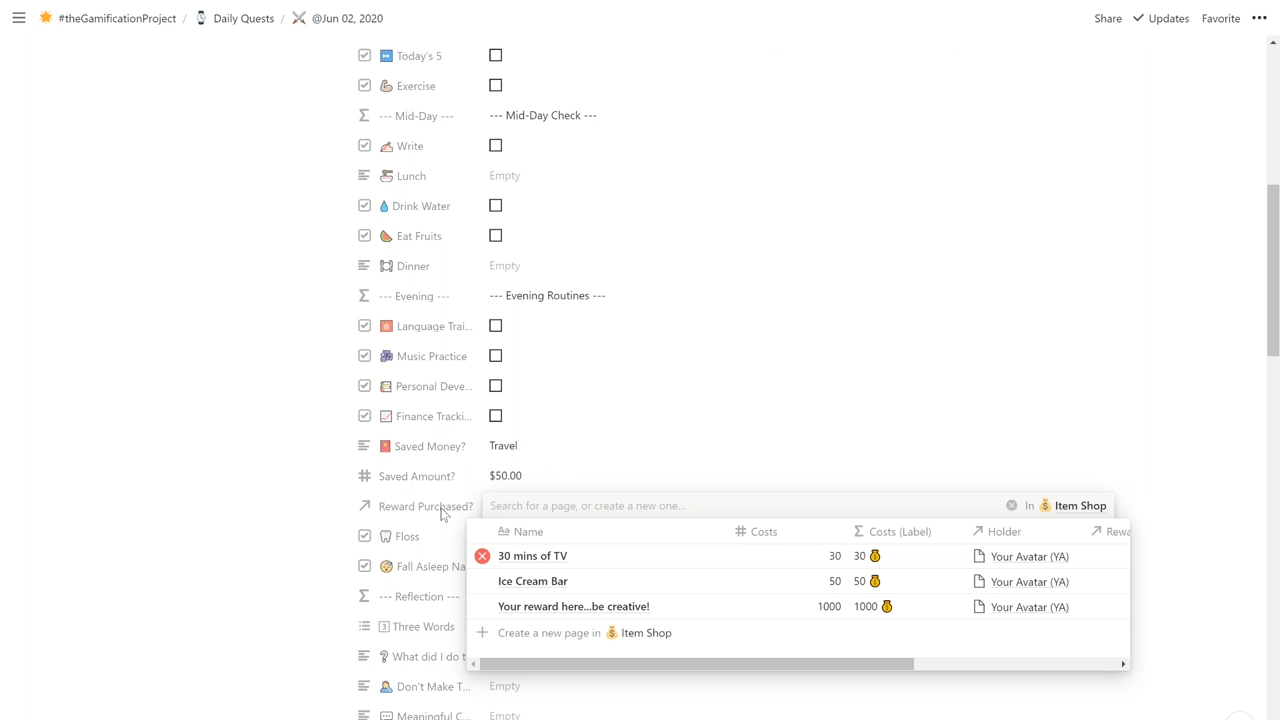 #theGamificationProject / Daily Quests / @Jun 02, 2020 Share Updates Favorite
Today's 5
Exercise
--- Mid-Day --- --- Mid-Day Check ---
Write
Lunch Empty
Drink Water
Eat Fruits
Dinner Empty
--- Evening --- --- Evening Routines ---
Language Trai...
Music Practice
Personal Deve...
Finance Tracki...
Saved Money? Travel
Saved Amount? $50.00
Reward Purchased? Search for a page, or create a new one... In Item Shop
Name Costs Costs (Label) Holder Rewa
Floss
30 mins of TV 30 30 Your Avatar (YA)
Fall Asleep Na
Ice Cream Bar 50 50 Your Avatar (YA)
--- Reflection ---
Your reward here...be creative! 1000 1000 Your Avatar (YA)
3 Three Words
Create a new page in Item Shop
What did I do t
Don't Make T... Empty
Meaningful C... Empty